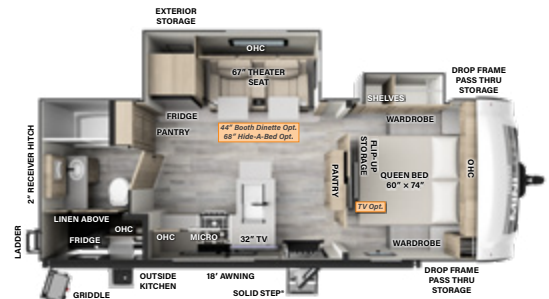 EXTERIOR
STORAGE
OHC
67" THEATER
SEAT
DROP FRAME
PASS THRU
STORAGE
SHELVES
FRIDGE
PANTRY
WARDROBE
44" Booth Dinette Opt.
68" Hide-A-Bed Opt.
2" RECEIVER HITCH
FLIP-UP
STORAGE
PANTRY
QUEEN BED
60" x 74"
OHC
TV Opt.
LINEN ABOVE
OHC
FRIDGE
OHC
MICRO
32" TV
WARDROBE
LADDER
GRIDDLE
OUTSIDE
KITCHEN
18' AWNING
SOLID STEP*
DROP FRAME
PASS THRU
STORAGE